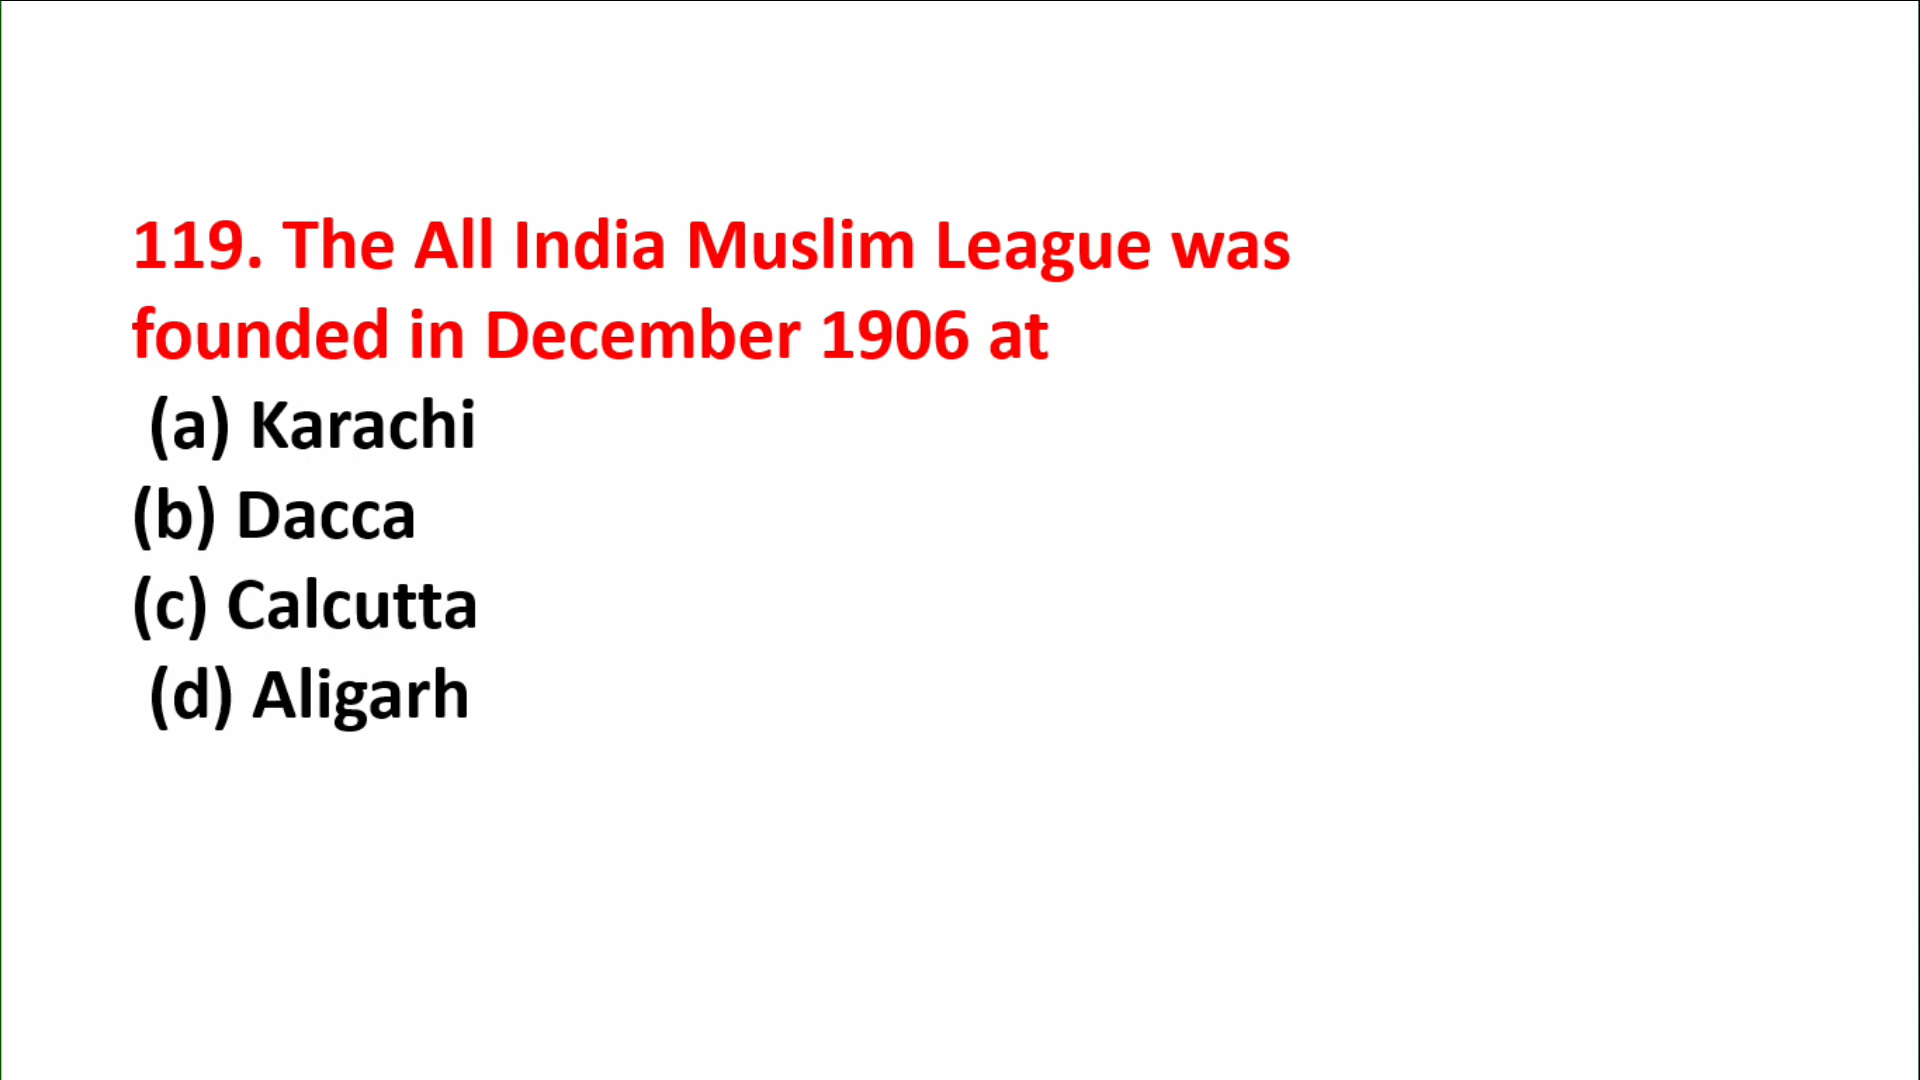 119. The All India Muslim League was
founded in December 1906 at
(a) Karachi
(b) Dacca
(c) Calcutta
(d) Aligarh